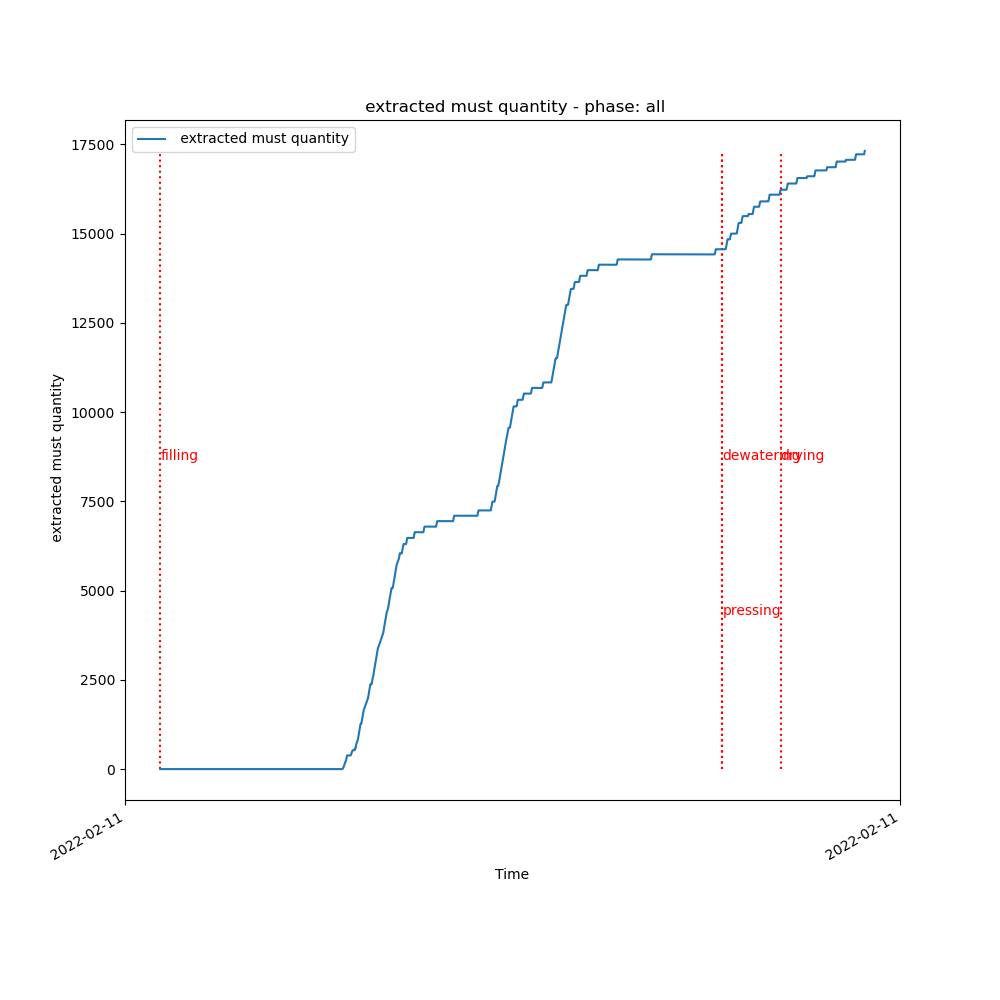 extracted must quantity - phase: all
extracted must quantity
17500
15000
12500
10000
7500
5000
2500
0
extracted must quantity
filling
dewatering
drying
pressing
2022-02-11
2022-02-11
Time